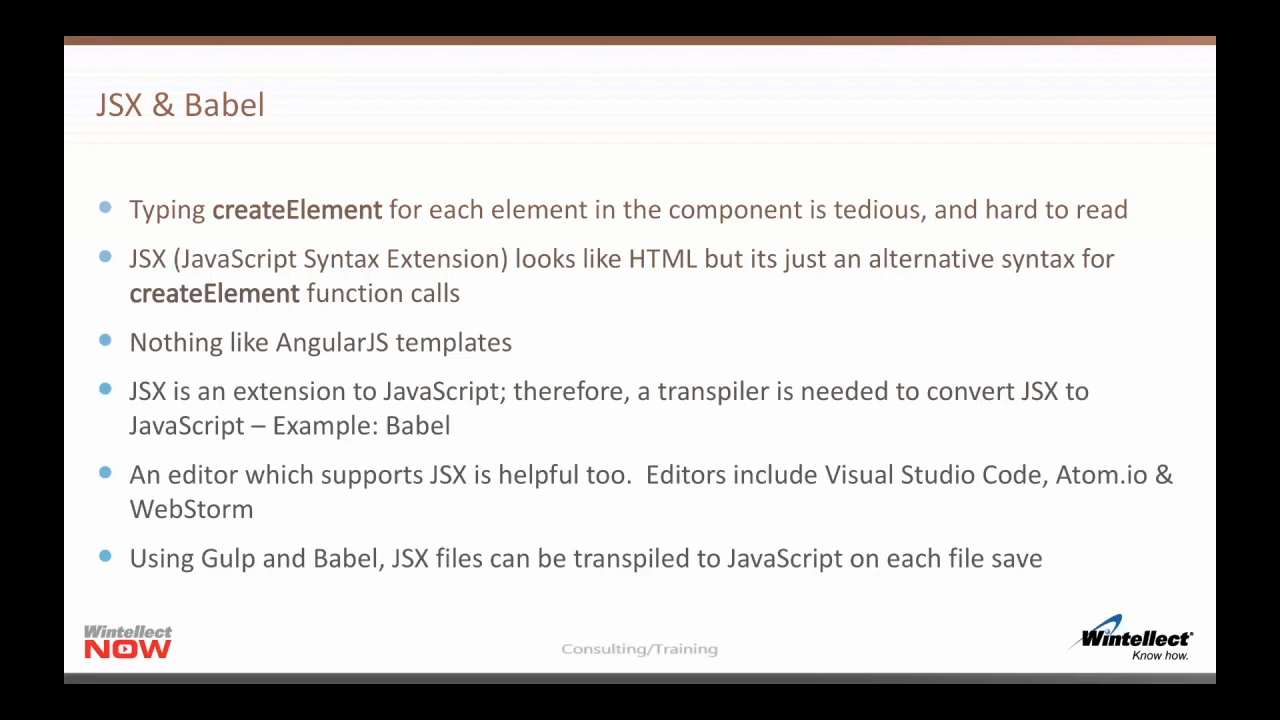 JSX & Babel
Typing createElement for each element in the component is tedious, and hard to read
JSX (JavaScript Syntax Extension) looks like HTML but its just an alternative syntax for
createElement function calls
Nothing like AngularJS templates
JSX is an extension to JavaScript; therefore, a transpiler is needed to convert JSX to
JavaScript – Example: Babel
An editor which supports JSX is helpful too.  Editors include Visual Studio Code, Atom.io &
WebStorm
Using Gulp and Babel, JSX files can be transpiled to JavaScript on each file save
Wintellect
NOW
Consulting/Training
Wintellect®
Know how.